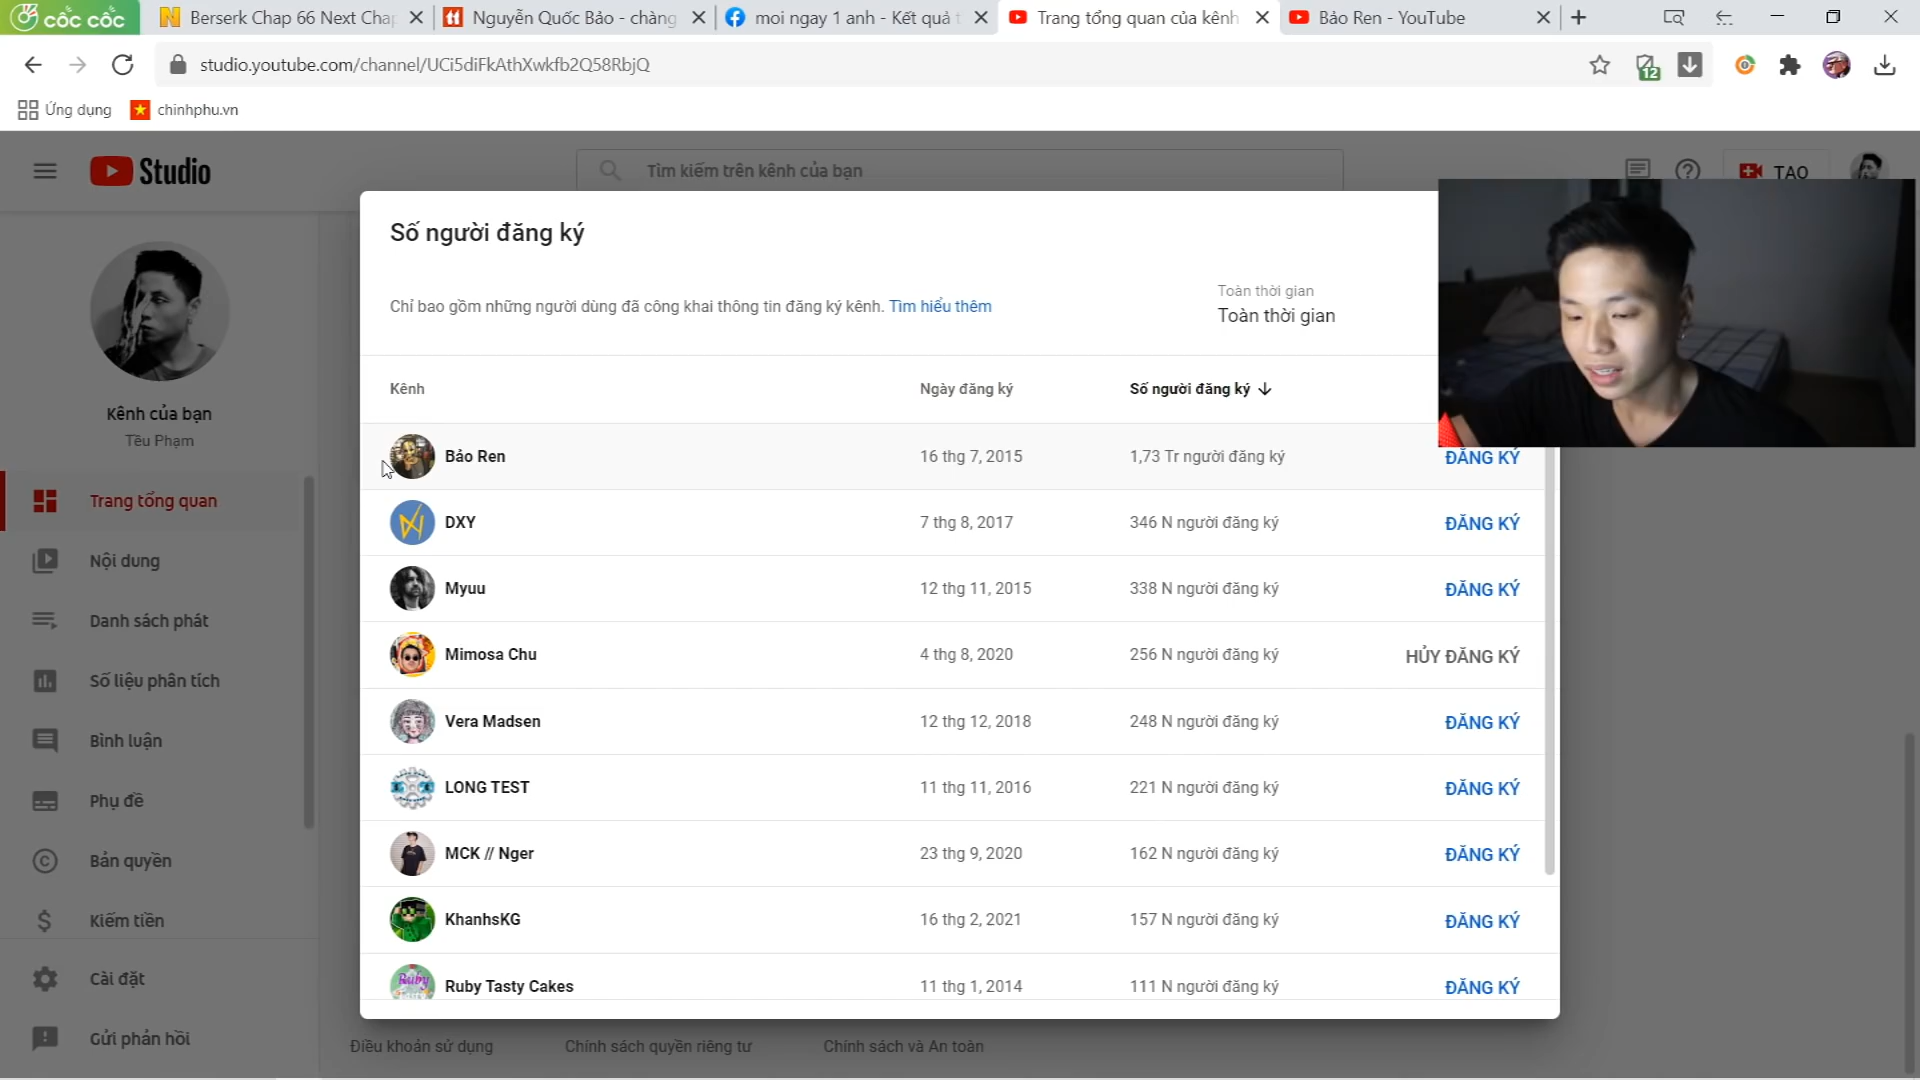 cốc cốc
Berserk Chap 66 Next Chap
Nguyễn Quốc Bảo - chàng
moi ngay 1 anh - Kết quả t
Trang tổng quan của kênh
Bảo Ren - YouTube
studio.youtube.com/channel/UCi5diFkAthXwkfb2Q58RbjQ
12
Ứng dụng
chinhphu.vn
Studio
Tìm kiếm trên kênh của bạn
TẠO
Kênh của bạn
Tèu Phạm
Trang tổng quan
Nội dung
Danh sách phát
Số liệu phân tích
Bình luận
Phụ đề
Bản quyền
Kiếm tiền
Cài đặt
Gửi phản hồi
Số người đăng ký
Chỉ bao gồm những người dùng đã công khai thông tin đăng ký kênh. Tìm hiểu thêm
Toàn thời gian
Toàn thời gian
Kênh Ngày đăng ký Số người đăng ký
Bảo Ren 16 thg 7, 2015 1,73 Tr người đăng ký ĐĂNG KÝ
DXY 7 thg 8, 2017 346 N người đăng ký ĐĂNG KÝ
Myuu 12 thg 11, 2015 338 N người đăng ký ĐĂNG KÝ
Mimosa Chu 4 thg 8, 2020 256 N người đăng ký HỦY ĐĂNG KÝ
Vera Madsen 12 thg 12, 2018 248 N người đăng ký ĐĂNG KÝ
LONG TEST 11 thg 11, 2016 221 N người đăng ký ĐĂNG KÝ
MCK // Nger 23 thg 9, 2020 162 N người đăng ký ĐĂNG KÝ
KhanhsKG 16 thg 2, 2021 157 N người đăng ký ĐĂNG KÝ
Ruby Tasty Cakes 11 thg 1, 2014 111 N người đăng ký ĐĂNG KÝ
Điều khoản sử dụng Chính sách quyền riêng tư Chính sách và An toàn